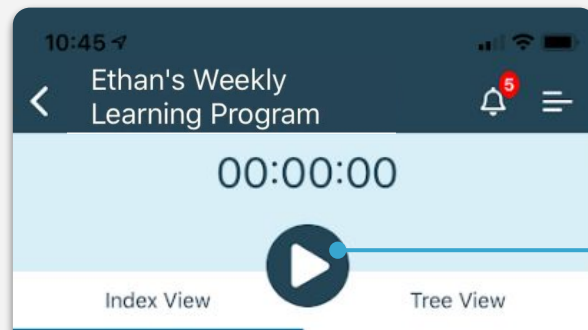 10:45
Ethan's Weekly
Learning Program
5
00:00:00
Index View Tree View